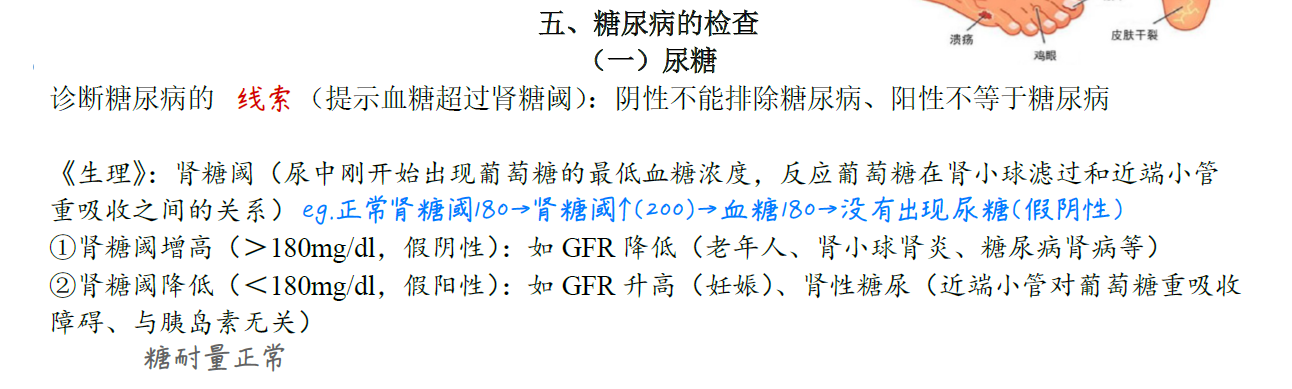 溃疡
鸡眼
皮肤干裂
五、糖尿病的检查
（一）尿糖
诊断糖尿病的 线索 （提示血糖超过肾糖阈）：阴性不能排除糖尿病、阳性不等于糖尿病
《生理》：肾糖阈（尿中刚开始出现葡萄糖的最低血糖浓度，反应葡萄糖在肾小球滤过和近端小管
重吸收之间的关系） eg.正常肾糖阈180→肾糖阈↑(200)→血糖180→没有出现尿糖(假阴性)
①肾糖阈增高（＞180mg/dl，假阴性）：如 GFR 降低（老年人、肾小球肾炎、糖尿病肾病等）
②肾糖阈降低（＜180mg/dl，假阳性）：如 GFR 升高（妊娠）、肾性糖尿（近端小管对葡萄糖重吸收
障碍、与胰岛素无关）
糖耐量正常